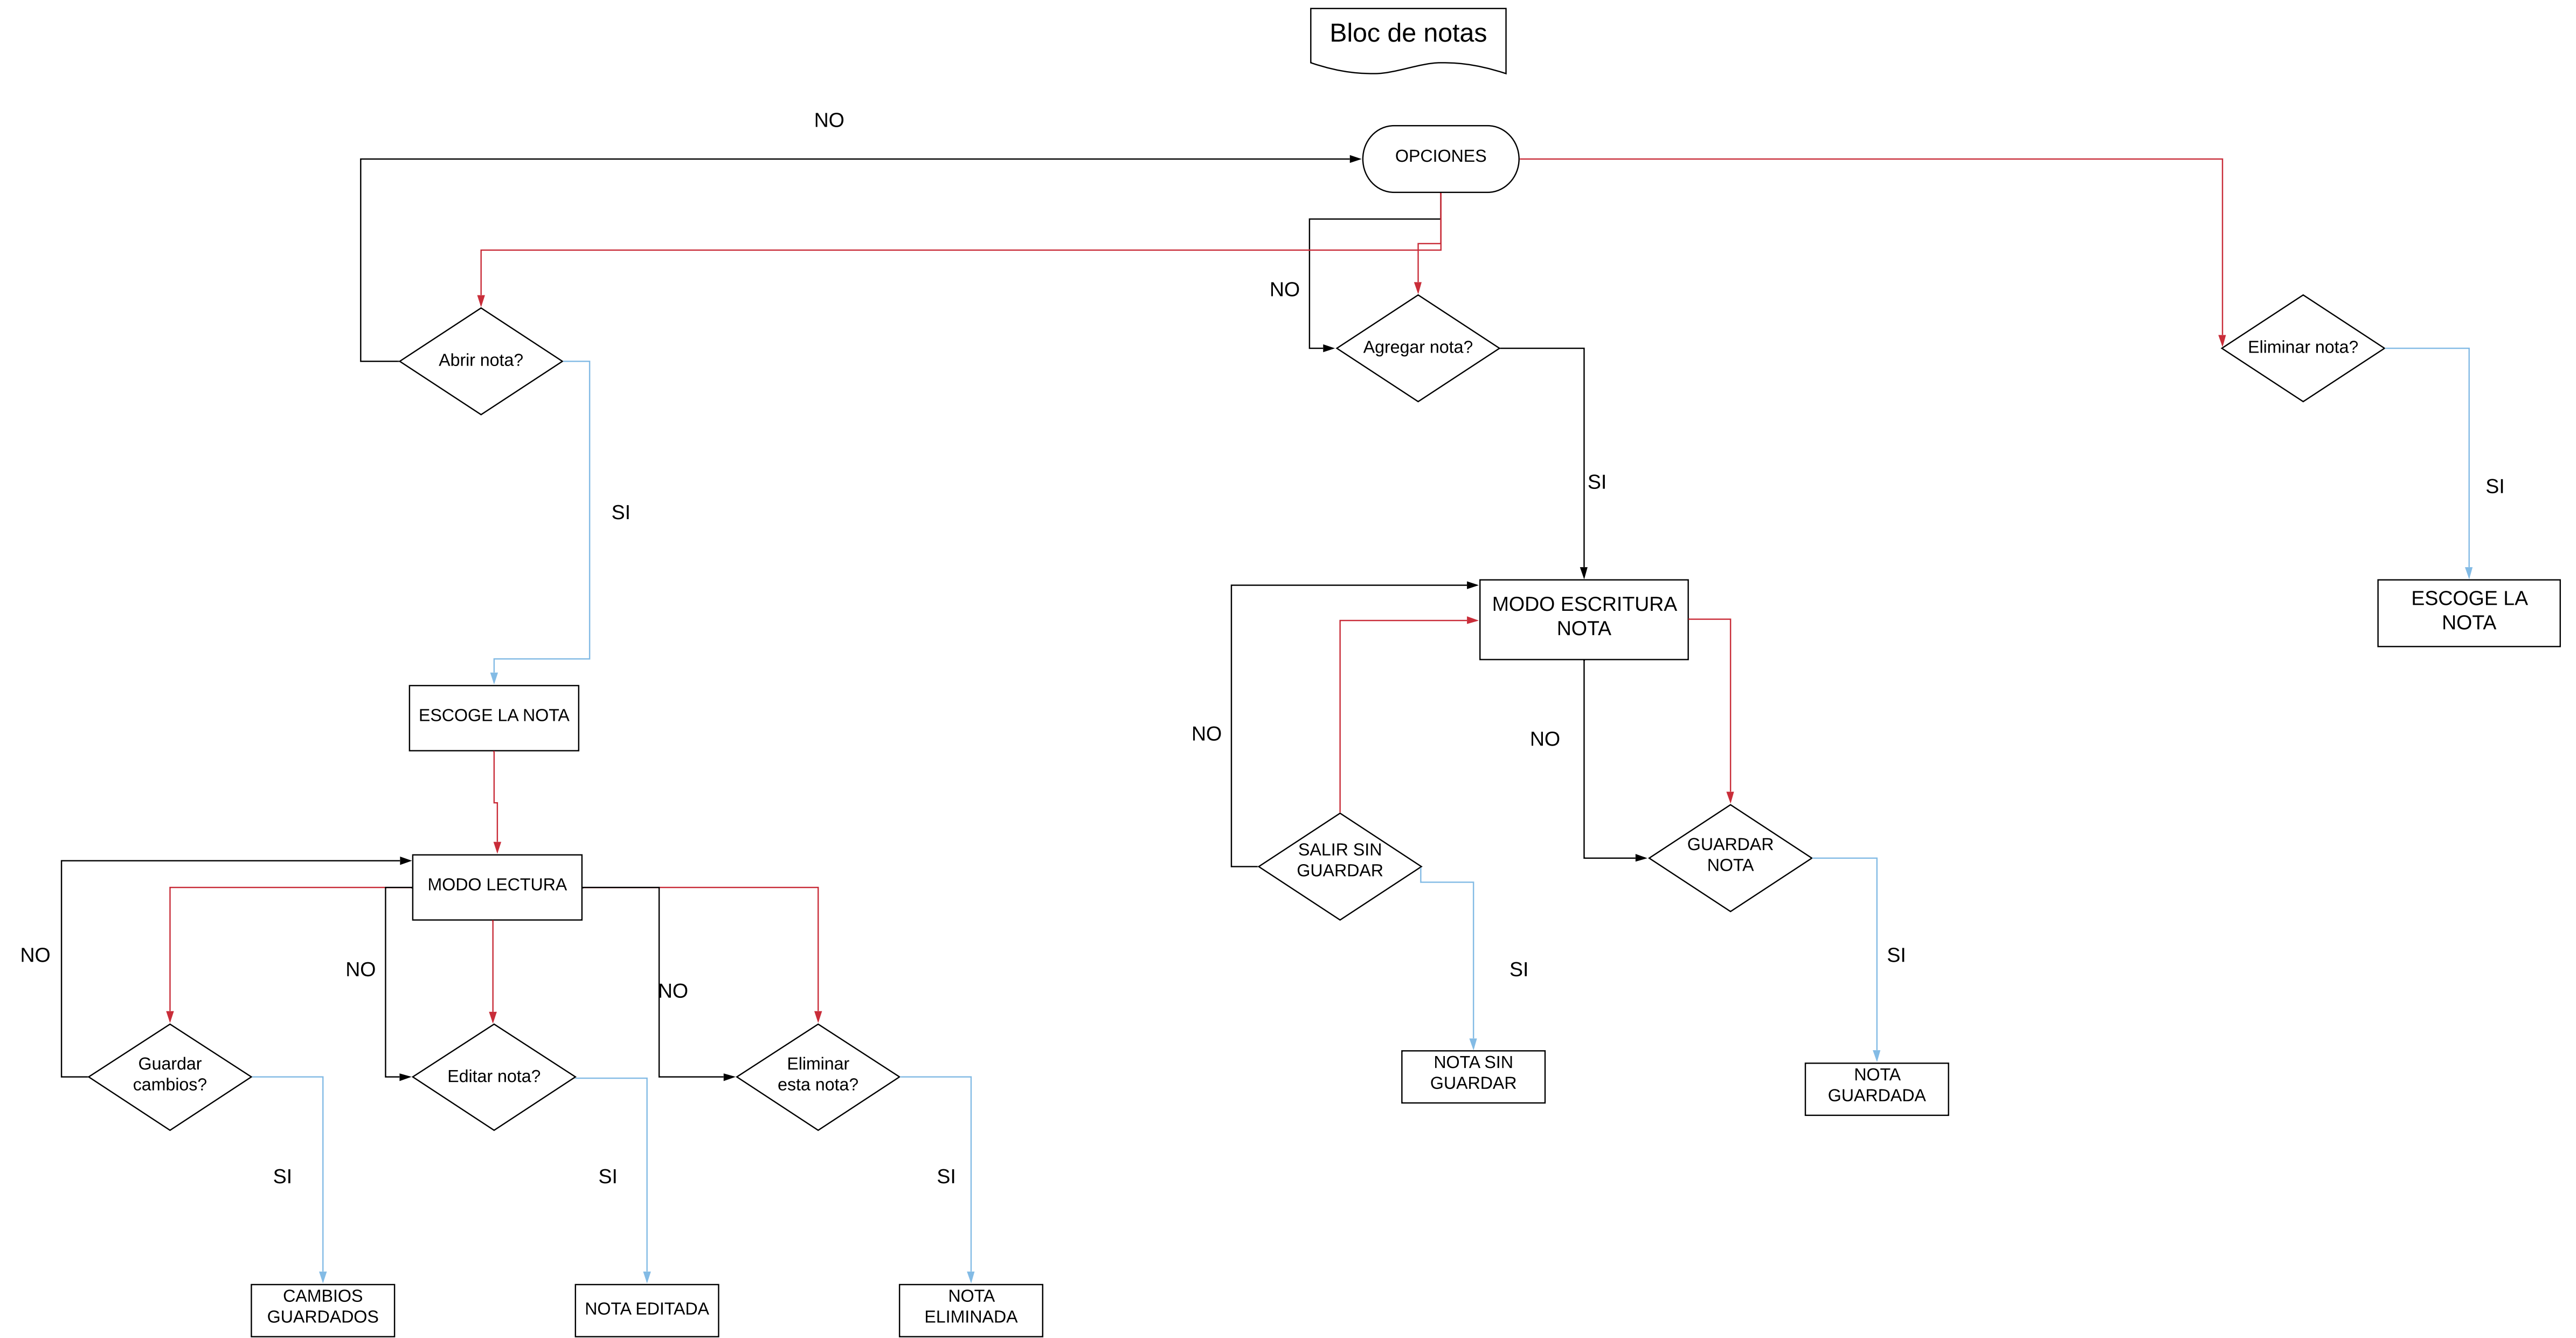 Bloc de notas
NO
OPCIONES
NO
Abrir nota?
Agregar nota?
Eliminar nota?
SI
SI
SI
ESCOGE LA NOTA
MODO ESCRITURA
NOTA
ESCOGE LA
NOTA
NO
NO
SALIR SIN
GUARDAR
GUARDAR
NOTA
MODO LECTURA
NO
NO
NO
SI
SI
Guardar
cambios?
Editar nota?
Eliminar
esta nota?
NOTA SIN
GUARDAR
NOTA
GUARDADA
SI
SI
SI
CAMBIOS
GUARDADOS
NOTA EDITADA
NOTA
ELIMINADA